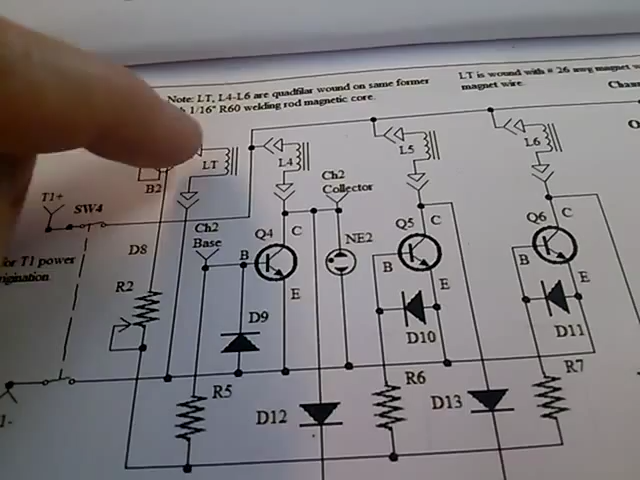 Note: LT, L4-L6 are quadfilar wound on same former
1/16" R60 welding rod magnetic core.
LT is wound with # 26 awg magnet
magnet wire.
LT
L4
L5
L6
B2
T1+
SW4
Ch2
Collector
Ch2
Base
Q4
C
B
E
NE2
Q5
C
B
E
Q6
C
B
E
for T1 power
D8
R2
D9
D10
D11
R5
R6
R7
D12
D13